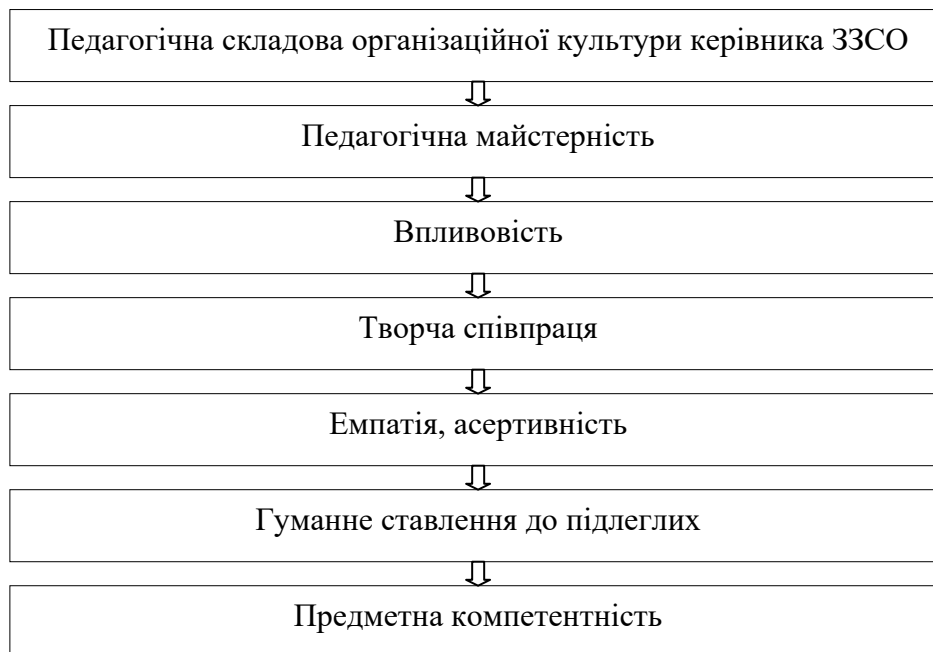 Педагогічна складова організаційної культури керівника ЗЗСО
Педагогічна майстерність
Впливовість
Творча співпраця
Емпатія, асертивність
Гуманне ставлення до підлеглих
Предметна компетентність